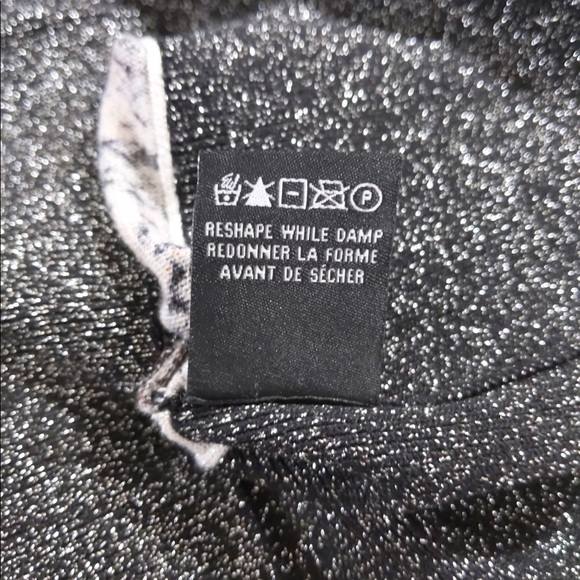 P
RESHAPE WHILE DAMP
REDONNER LA FORME
AVANT DE SÉCHER